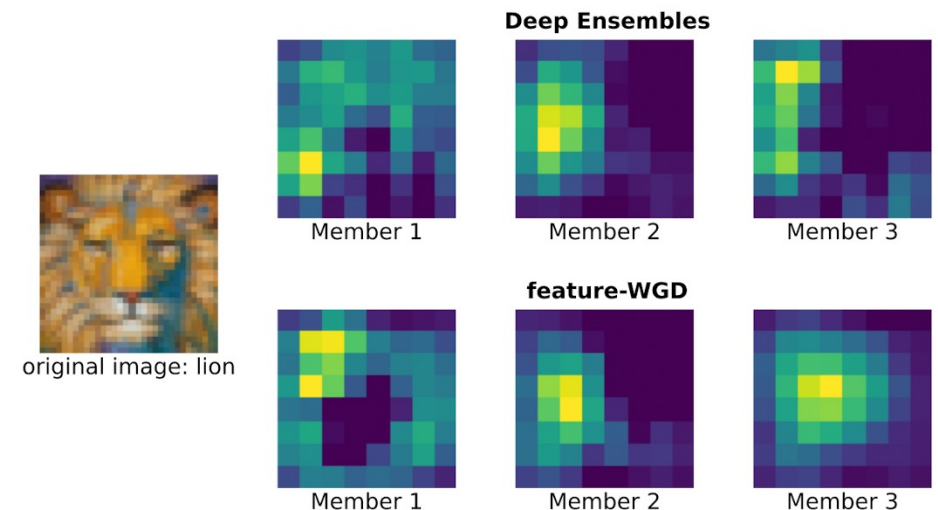 Deep Ensembles
Member 1
Member 2
Member 3
original image: lion
feature-WGD
Member 1
Member 2
Member 3